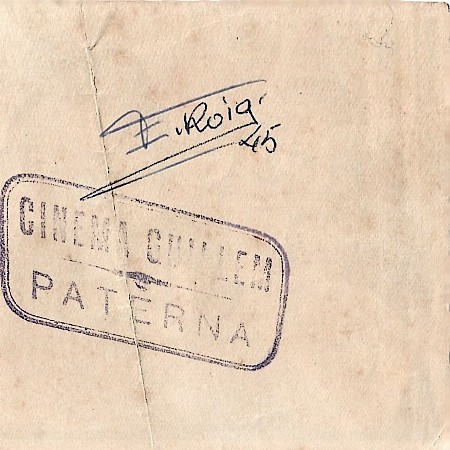 F. Roig
45
CINEMA GUILLEM
PATERNA